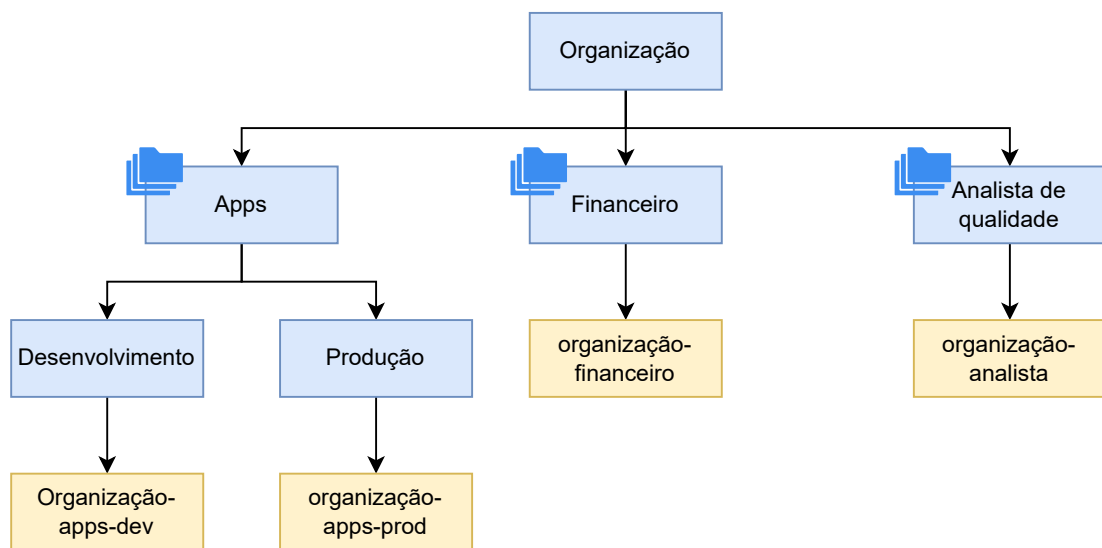 Organização
Apps
Financeiro
Analista de
qualidade
Desenvolvimento
Produção
organização-
financeiro
organização-
analista
Organização-
apps-dev
organização-
apps-prod